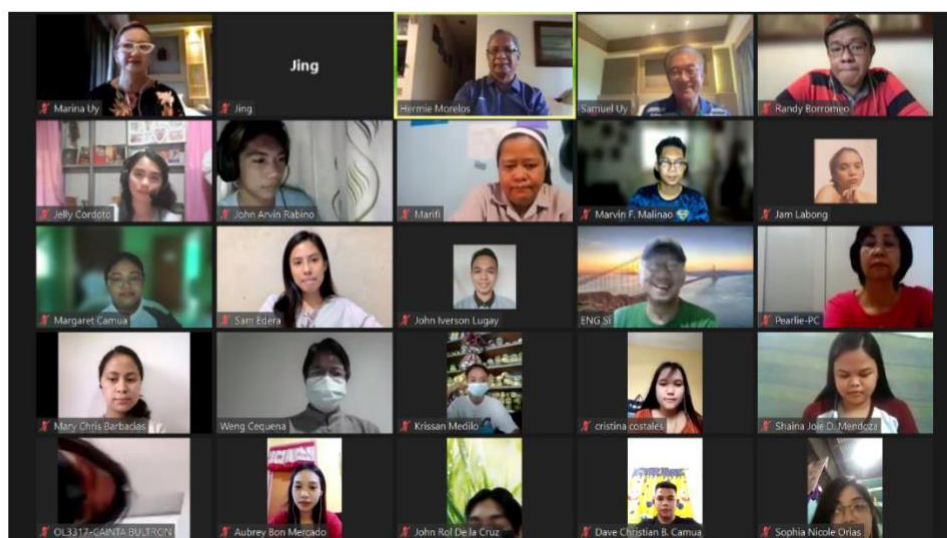 Jing
Marina Uy
Jing
Hermie Morelos
Samuel Uy
Randy Borromeo
Jelly Cordoto
John Arvin Rabino
Marifi
Marvin F. Malinao
Jam Labong
Margaret Camua
Sam Edera
John Iverson Lugay
ENG SI
Pearlie-PC
Mary Chris Barbacias
Weng Cequena
Krissan Medilo
cristina costales
Shaina Joie D. Mendoza
OL3317-CAINTA BULTRON
Aubrey Bon Mercado
John Rol De la Cruz
Dave Christian B. Camua
Sophia Nicole Orias